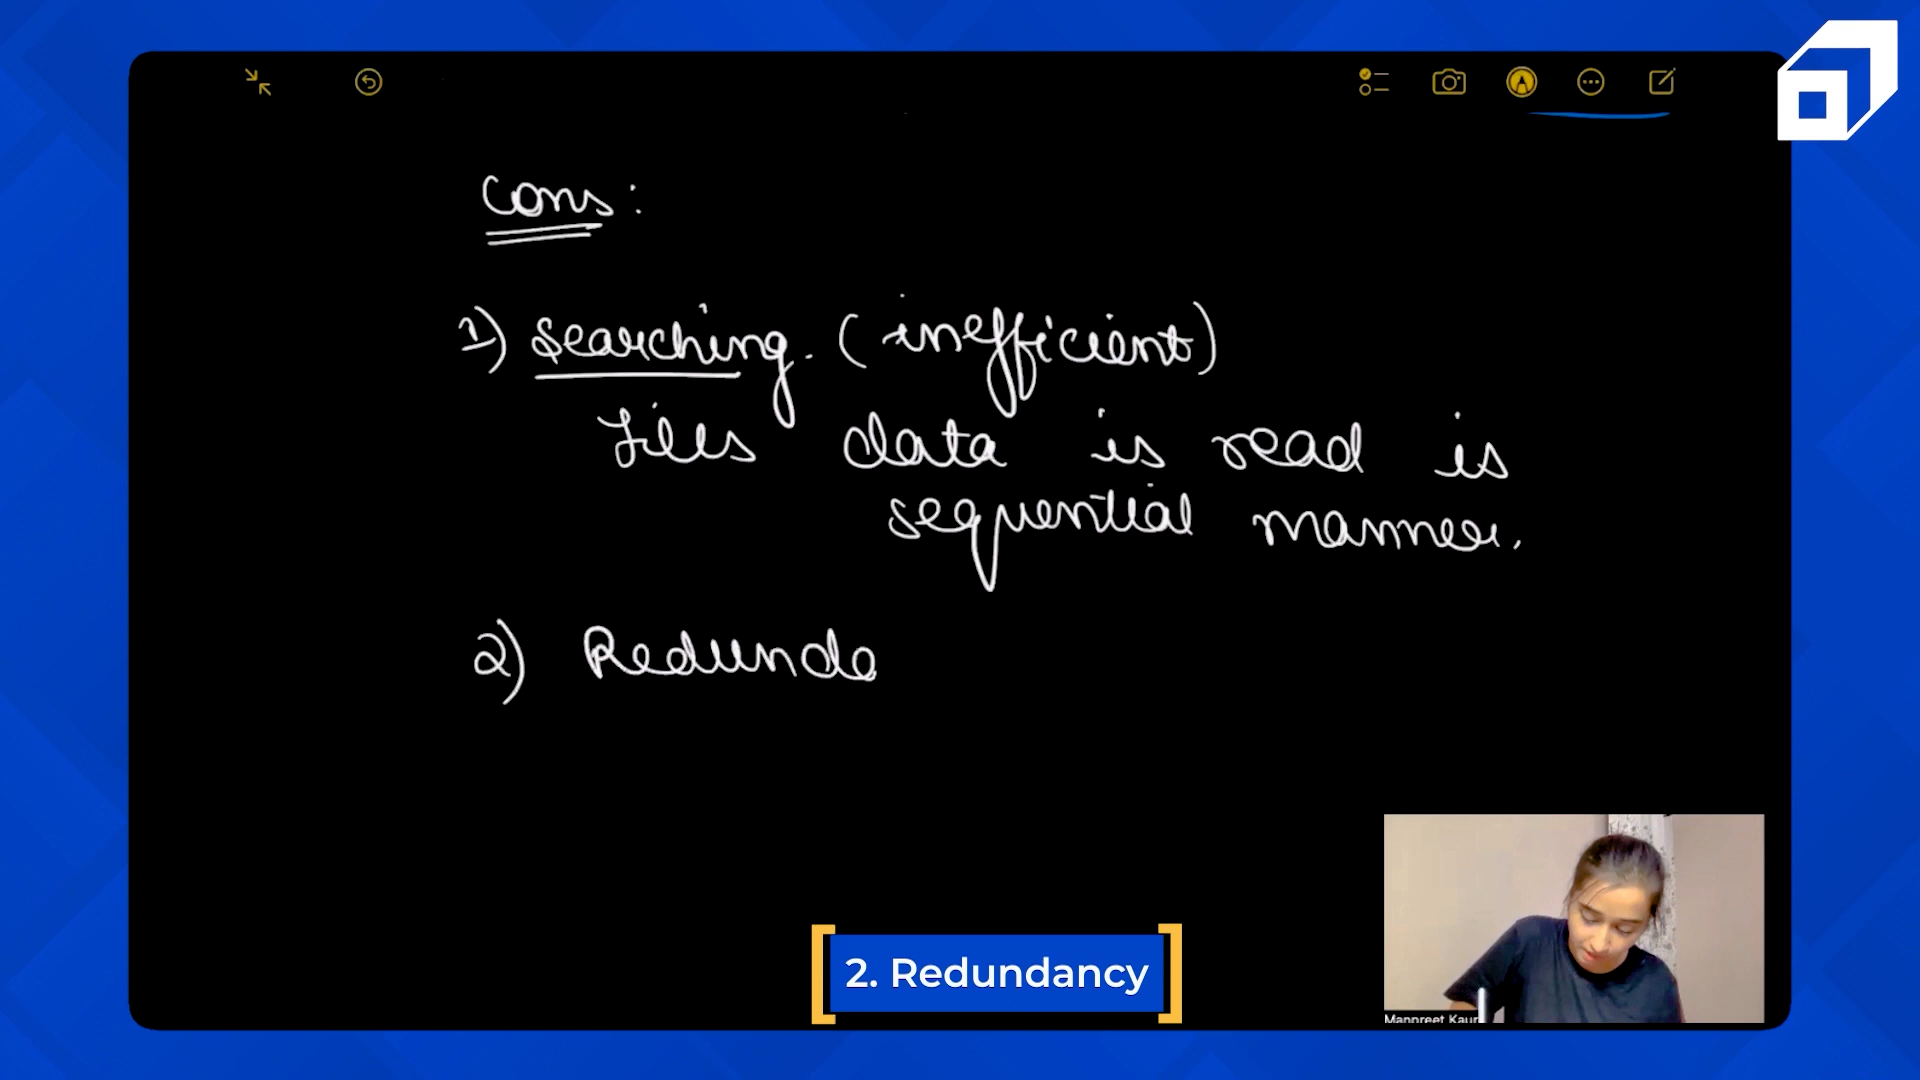 Cons:
1) Searching. (inefficient)
files data is read is
sequential manner.
2) Redunda
2. Redundancy
Manpreet Kaur